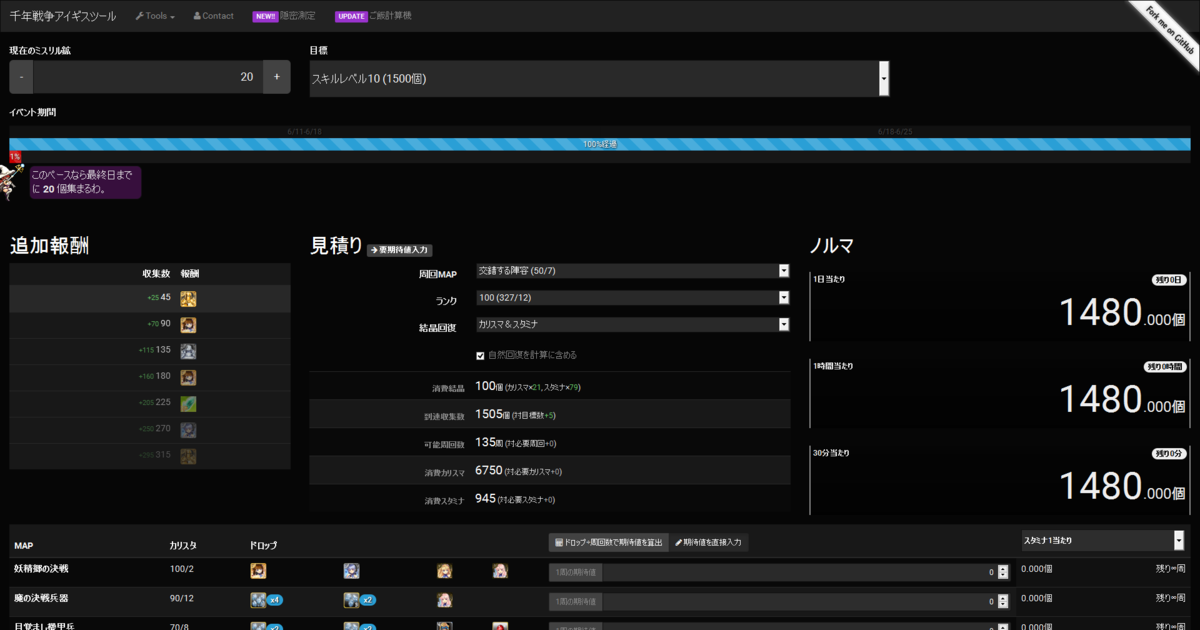 千年戦争アイギスツール Tools Contact NEW!! 隠密測定 UPDATE ご飯計算機
Fork me on GitHub
現在のミスリル鉱 目標
- 20 + スキルレベル10 (1500個)
イベント期間
6/11-6/18 6/18-6/25
100%経過
1%
このペースなら最終日まで
に 20 個集まるわ。
追加報酬
収集数 報酬
+25 45
+70 90
+115 135
+160 180
+205 225
+250 270
+295 315
見積り 要期待値入力
周回MAP 交錯する陣容 (50/7)
ランク 100 (327/12)
結晶回復 カリスマ&スタミナ
自然回復を計算に含める
消費結晶 100個 (カリスマ×21,スタミナ×79)
到達収集数 1505個 (対目標数+5)
可能周回数 135周 (対必要周回+0)
消費カリスマ 6750 (対必要カリスマ+0)
消費スタミナ 945 (対必要スタミナ+0)
ノルマ
1日当たり 残り0日
1480.000個
1時間当たり 残り0時間
1480.000個
30分当たり 残り0分
1480.000個
MAP カリスタ ドロップ ドロップ+周回数で期待値を算出 期待値を直接入力 スタミナ1当たり
妖精郷の決戦 100/2 1周の期待値 0 0.000個 残り∞周
魔の決戦兵器 90/12 x4 x2 1周の期待値 0 0.000個 残り∞周
目覚まし機甲兵 70/8 x2 x2 1周の期待値 0 0.000個 残り∞周